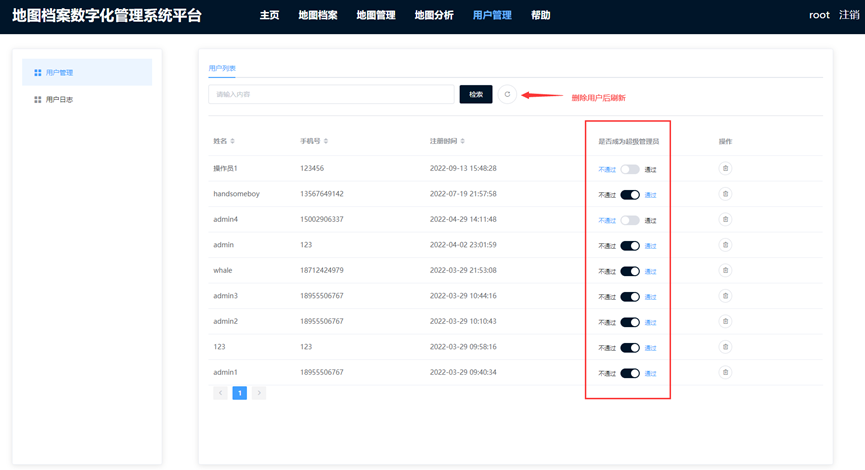 地图档案数字化管理系统平台 主页 地图档案 地图管理 地图分析 用户管理 帮助 root 注销
用户管理
用户日志
用户列表
请输入内容 检索 删除用户后刷新
姓名 手机号 注册时间 是否成为超级管理员 操作
操作员1 123456 2022-09-13 15:48:28 不通过 通过
handsomeboy 13567649142 2022-07-19 21:57:58 不通过 通过
admin4 15002906337 2022-04-29 14:11:48 不通过 通过
admin 123 2022-04-02 23:01:59 不通过 通过
whale 18712424979 2022-03-29 21:53:08 不通过 通过
admin3 18955506767 2022-03-29 10:44:16 不通过 通过
admin2 18955506767 2022-03-29 10:10:43 不通过 通过
123 123 2022-03-29 09:58:16 不通过 通过
admin1 18955506767 2022-03-29 09:40:34 不通过 通过
1